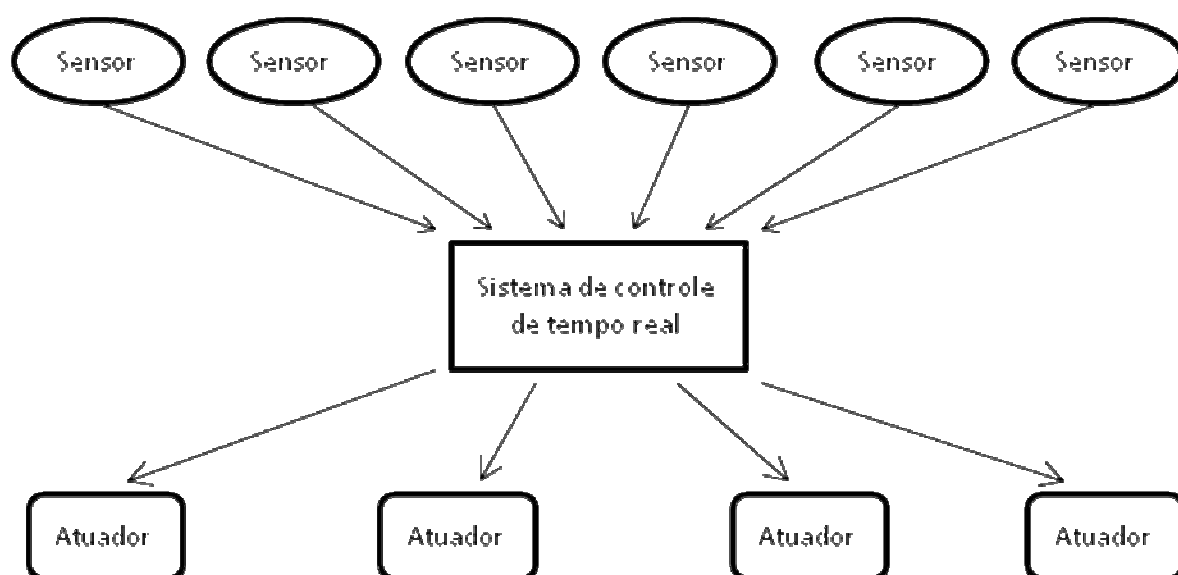 Sensor
Sensor
Sensor
Sensor
Sensor
Sensor
Sistema de controle
de tempo real
Atuador
Atuador
Atuador
Atuador